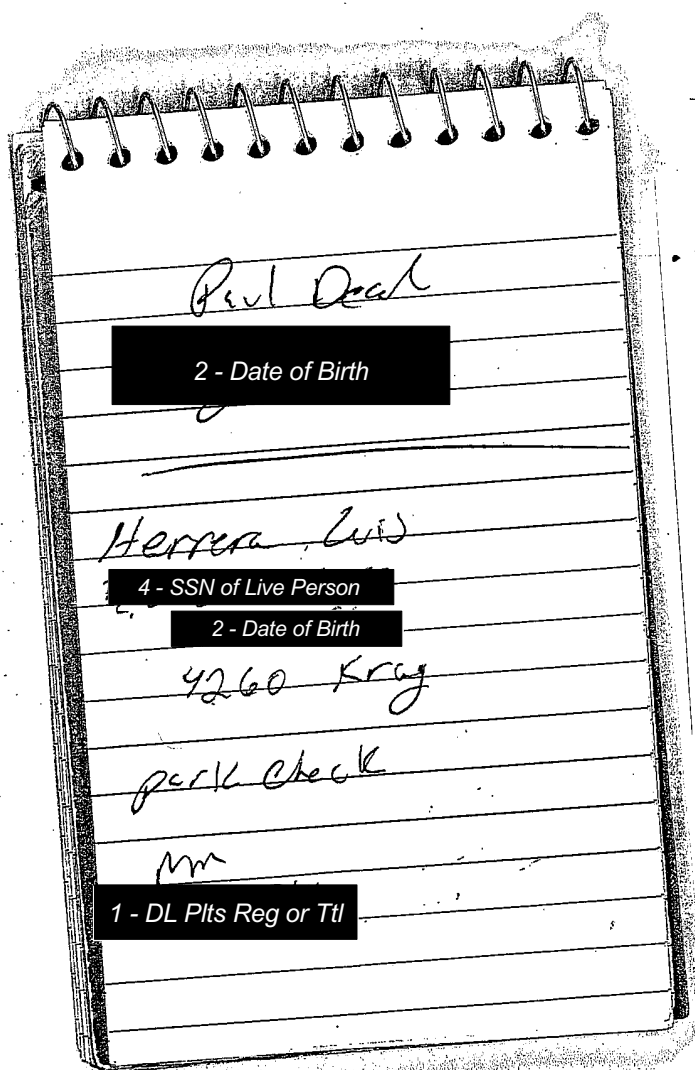 Paul
2 - Date of Birth
Herrera, Luis
4 - SSN of Live Person
2 - Date of Birth
4260 Krag
park check
1 - DL Plts Reg or Ttl